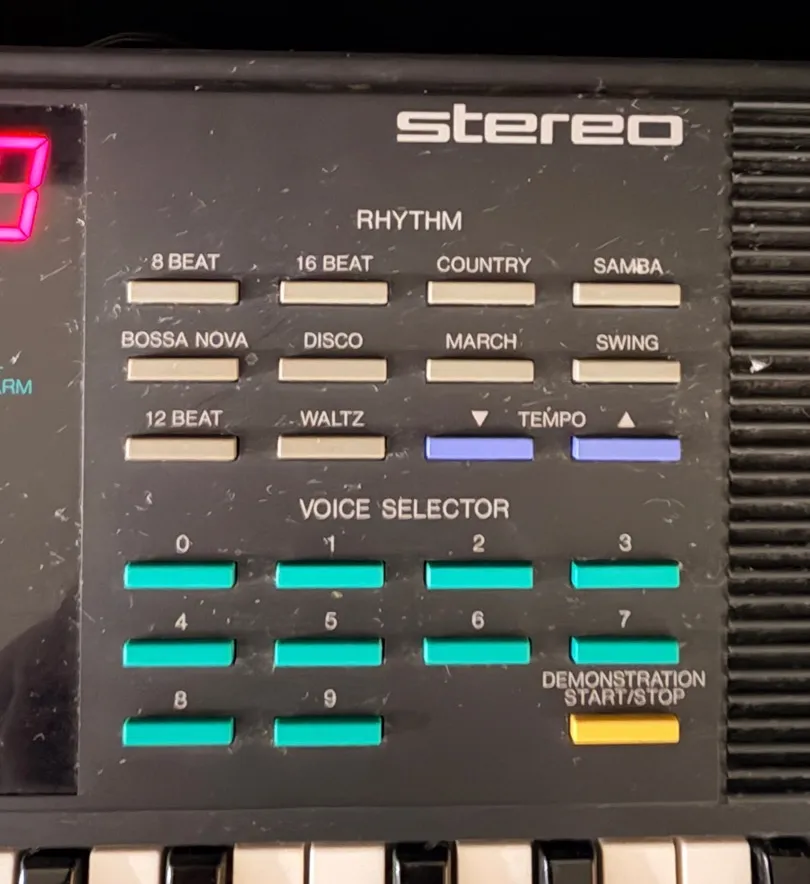 stereo
RHYTHM
8 BEAT 16 BEAT COUNTRY SAMBA
ARM
BOSSA NOVA DISCO MARCH SWING
12 BEAT WALTZ ▼ TEMPO ▲
VOICE SELECTOR
0 1 2 3
4 5 6 7
DEMONSTRATION
START/STOP
8 9